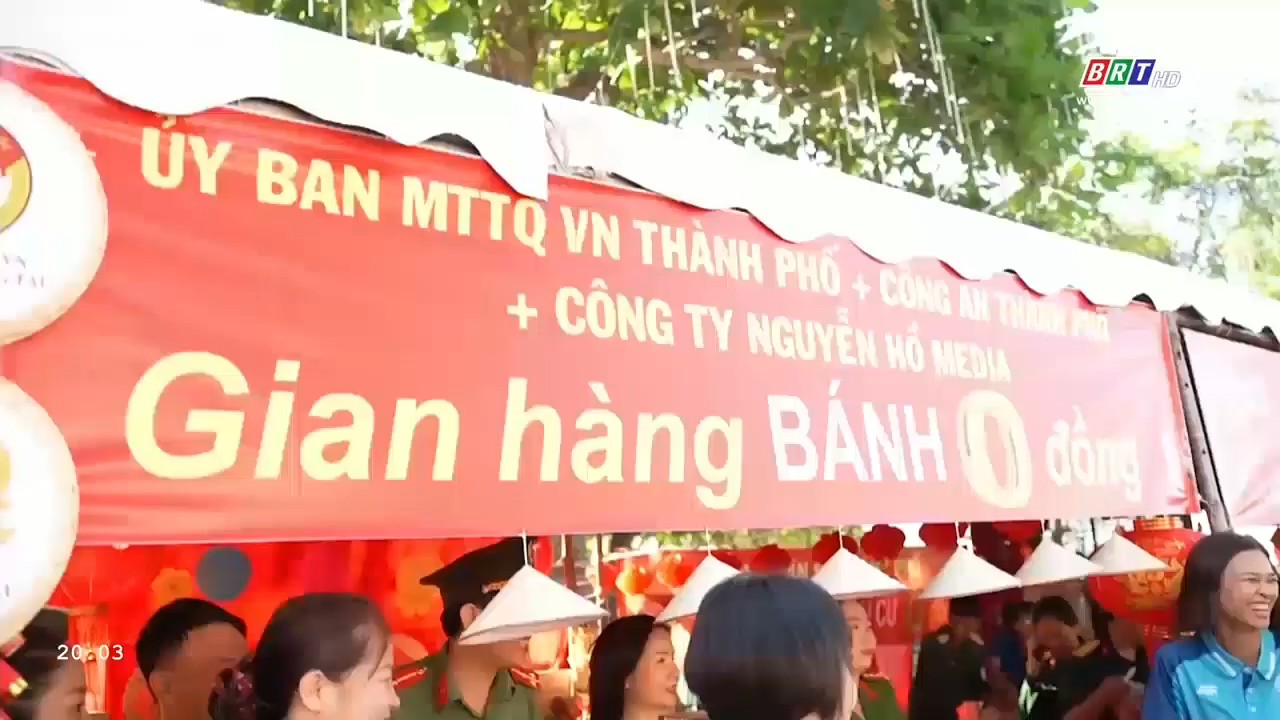 BRT HD
ỦY BAN MTTQ VN THÀNH PHỐ + CÔNG AN THÀNH PHỐ
+ CÔNG TY NGUYỄN HỒ MEDIA
Gian hàng BÁNH 0 đồng
20:03